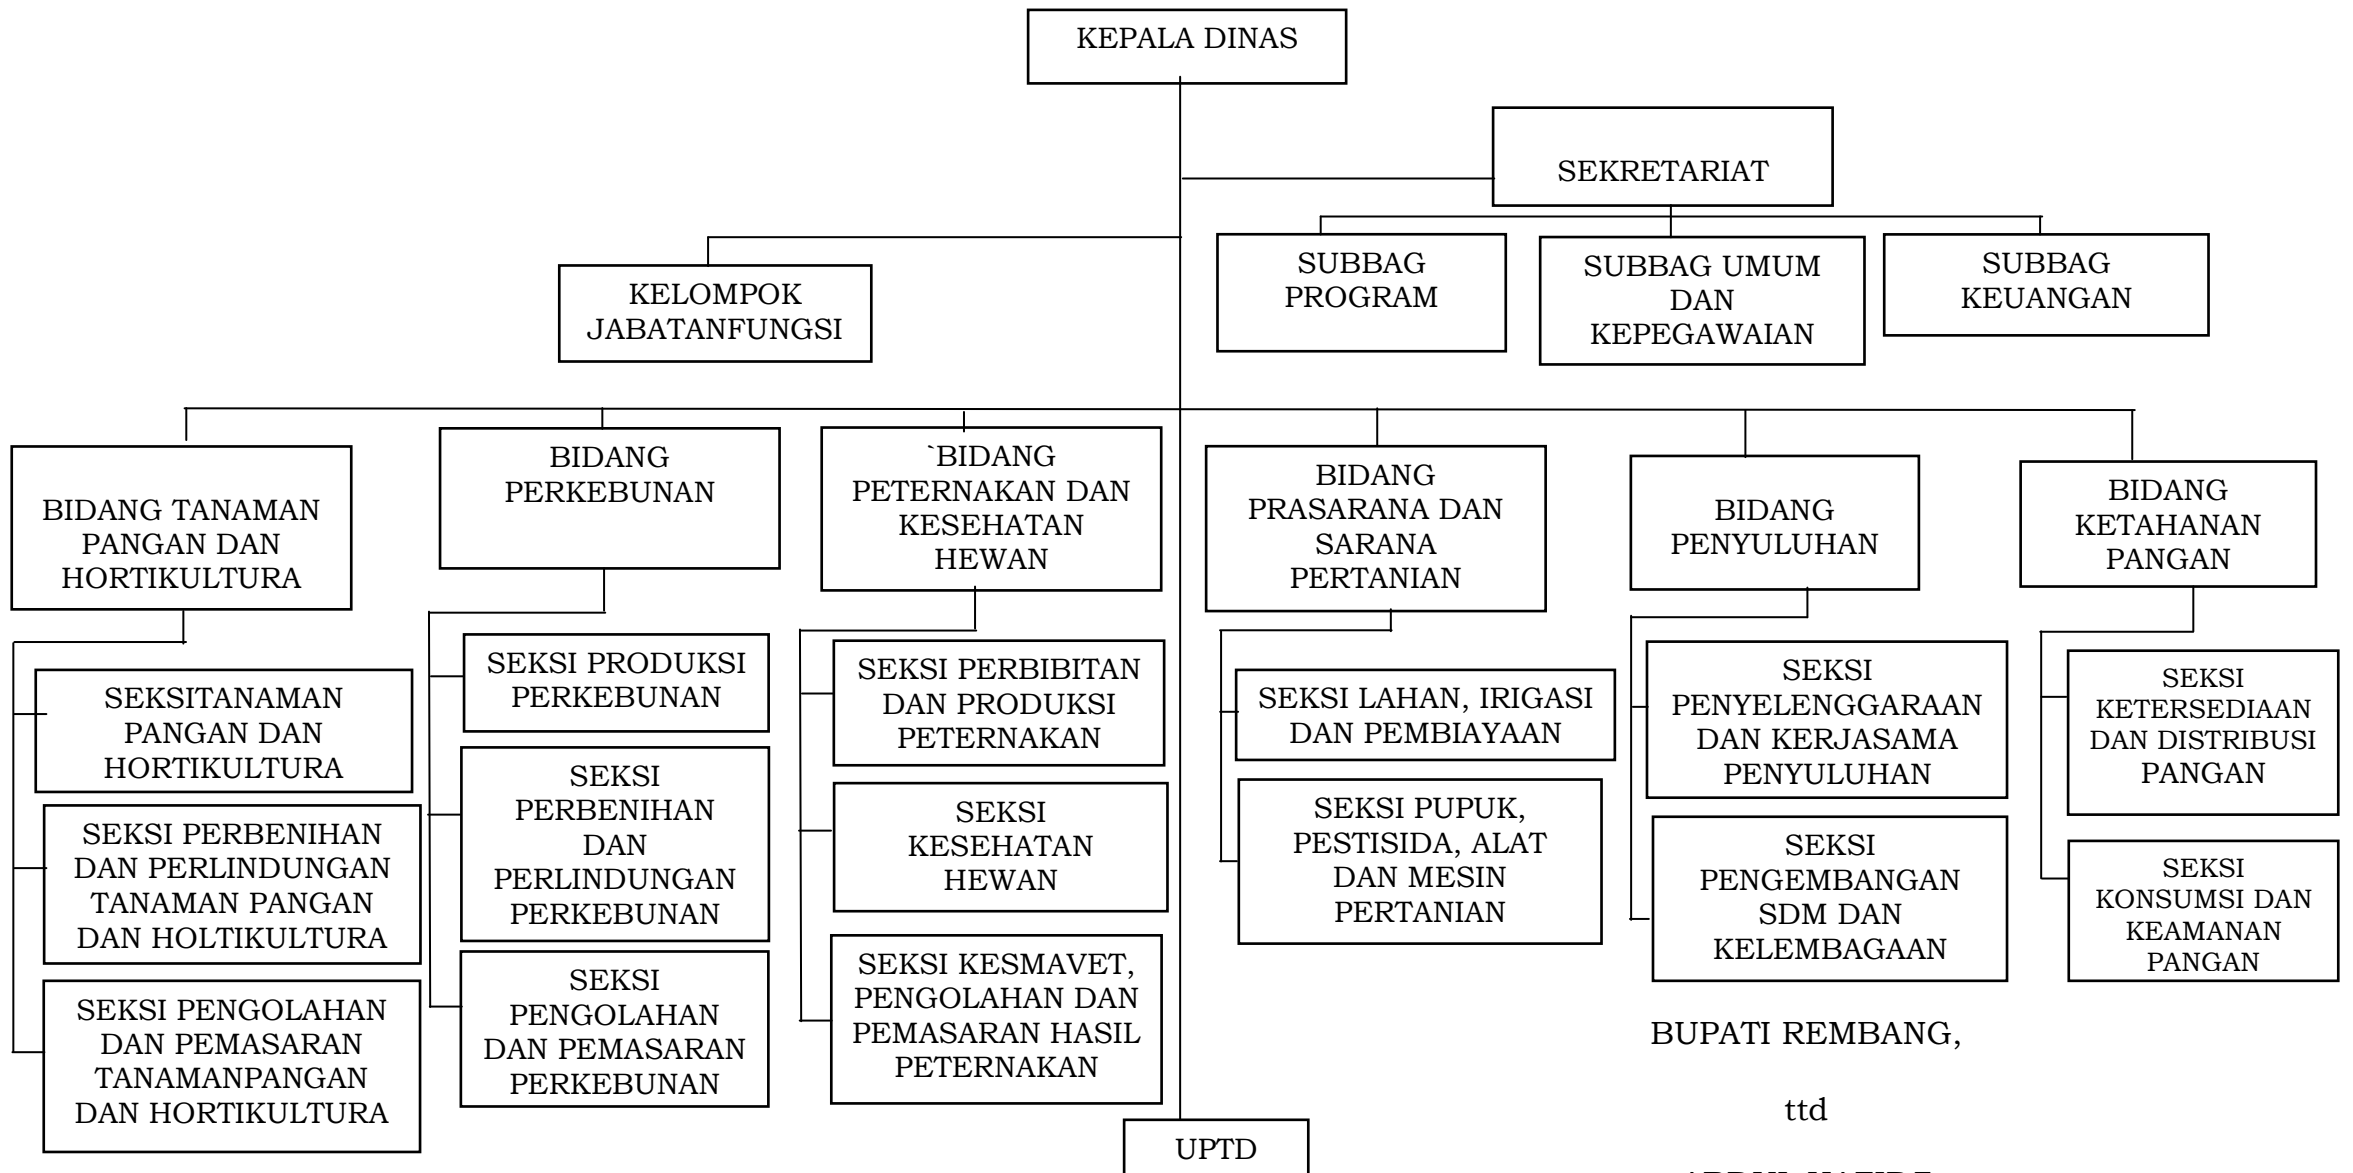 KEPALA DINAS
SEKRETARIAT
SUBBAG
PROGRAM
SUBBAG UMUM
DAN
KEPEGAWAIAN
SUBBAG
KEUANGAN
KELOMPOK
JABATANFUNGSI
BIDANG TANAMAN
PANGAN DAN
HORTIKULTURA
BIDANG
PERKEBUNAN
`BIDANG
PETERNAKAN DAN
KESEHATAN
HEWAN
BIDANG
PRASARANA DAN
SARANA
PERTANIAN
BIDANG
PENYULUHAN
BIDANG
KETAHANAN
PANGAN
SEKSITANAMAN
PANGAN DAN
HORTIKULTURA
SEKSI PERBENIHAN
DAN PERLINDUNGAN
TANAMAN PANGAN
DAN HOLTIKULTURA
SEKSI PENGOLAHAN
DAN PEMASARAN
TANAMANPANGAN
DAN HORTIKULTURA
SEKSI PRODUKSI
PERKEBUNAN
SEKSI
PERBENIHAN
DAN
PERLINDUNGAN
PERKEBUNAN
SEKSI
PENGOLAHAN
DAN PEMASARAN
PERKEBUNAN
SEKSI PERBIBITAN
DAN PRODUKSI
PETERNAKAN
SEKSI
KESEHATAN
HEWAN
SEKSI KESMAVET,
PENGOLAHAN DAN
PEMASARAN HASIL
PETERNAKAN
SEKSI LAHAN, IRIGASI
DAN PEMBIAYAAN
SEKSI PUPUK,
PESTISIDA, ALAT
DAN MESIN
PERTANIAN
SEKSI
PENYELENGGARAAN
DAN KERJASAMA
PENYULUHAN
SEKSI
PENGEMBANGAN
SDM DAN
KELEMBAGAAN
SEKSI
KETERSEDIAAN
DAN DISTRIBUSI
PANGAN
SEKSI
KONSUMSI DAN
KEAMANAN
PANGAN
UPTD
BUPATI REMBANG,
ttd